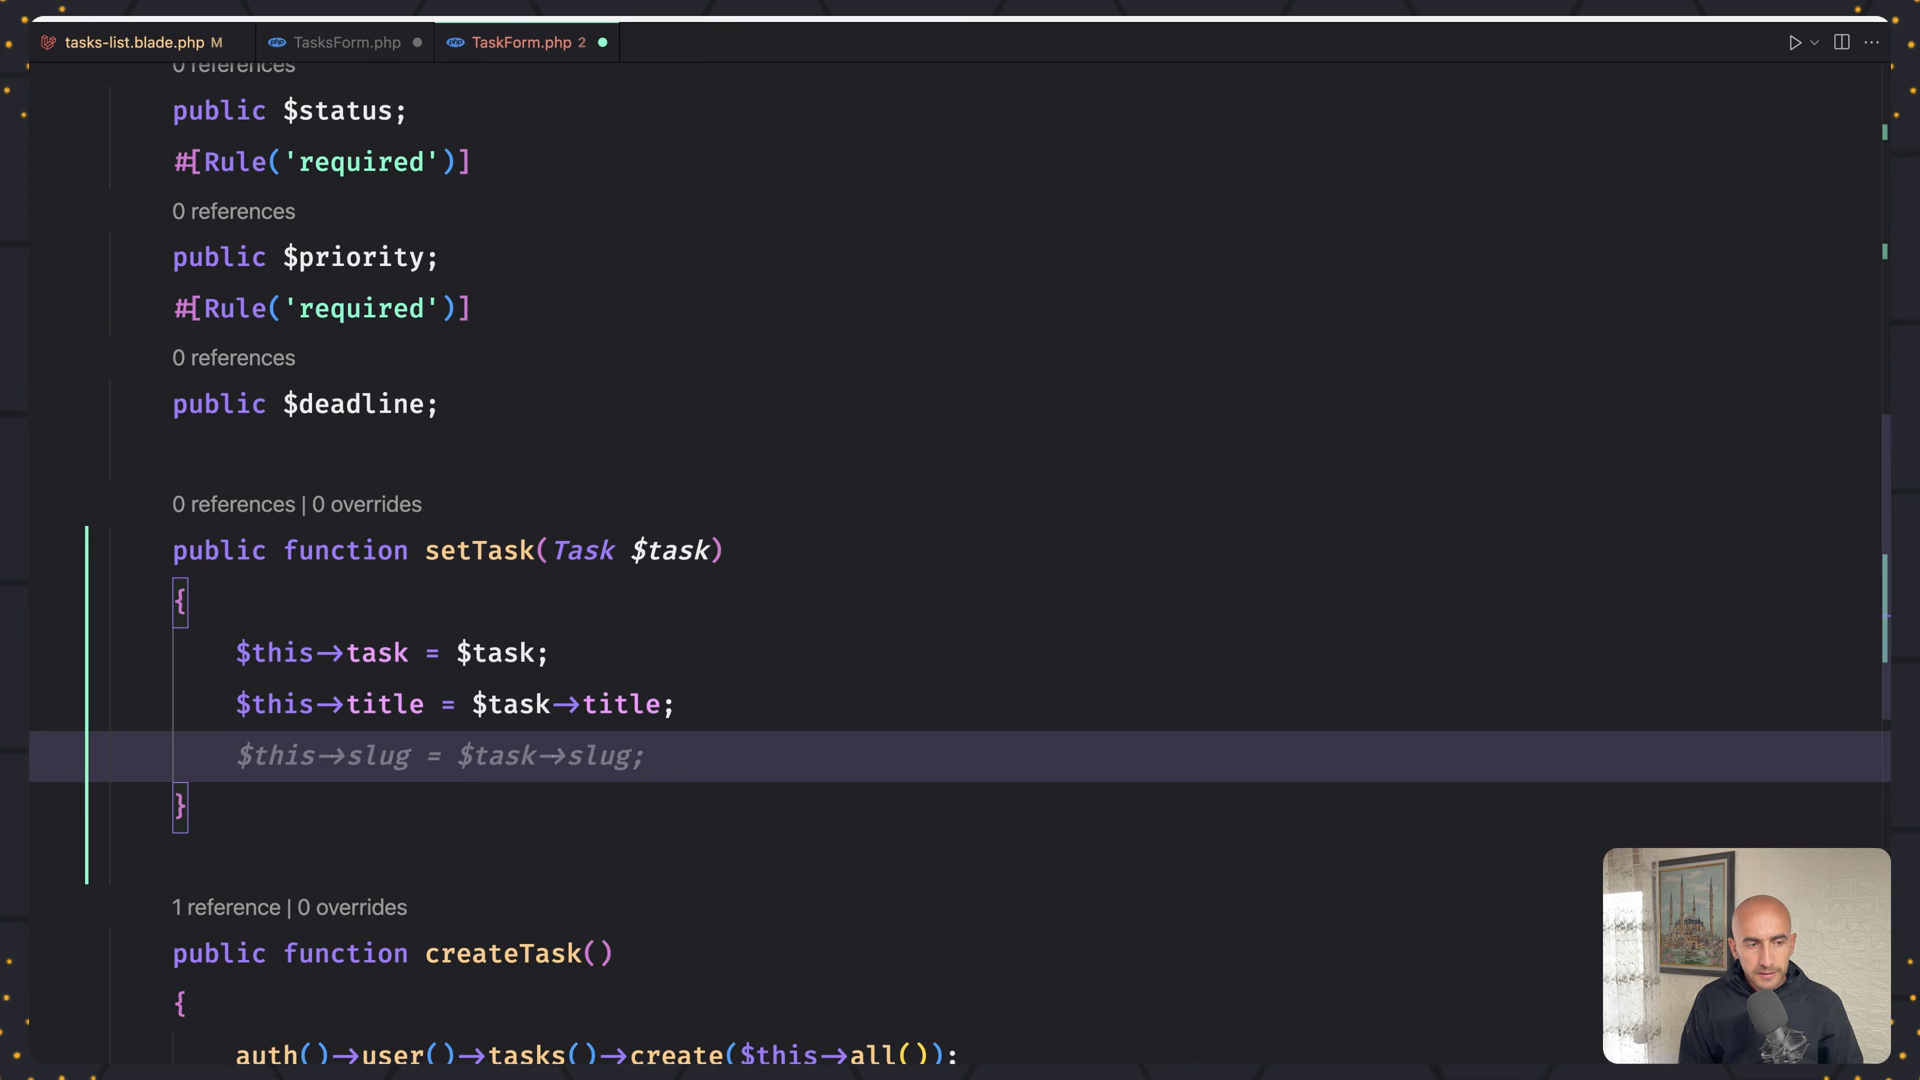 tasks-list.blade.php M
TasksForm.php
TaskForm.php 2
0 references
public $status;
#[Rule('required')]
0 references
public $priority;
#[Rule('required')]
0 references
public $deadline;
0 references | 0 overrides
public function setTask(Task $task)
{
$this->task = $task;
$this->title = $task->title;
$this->slug = $task->slug;
}
1 reference | 0 overrides
public function createTask()
{
auth()->user()->tasks()->create($this->all());